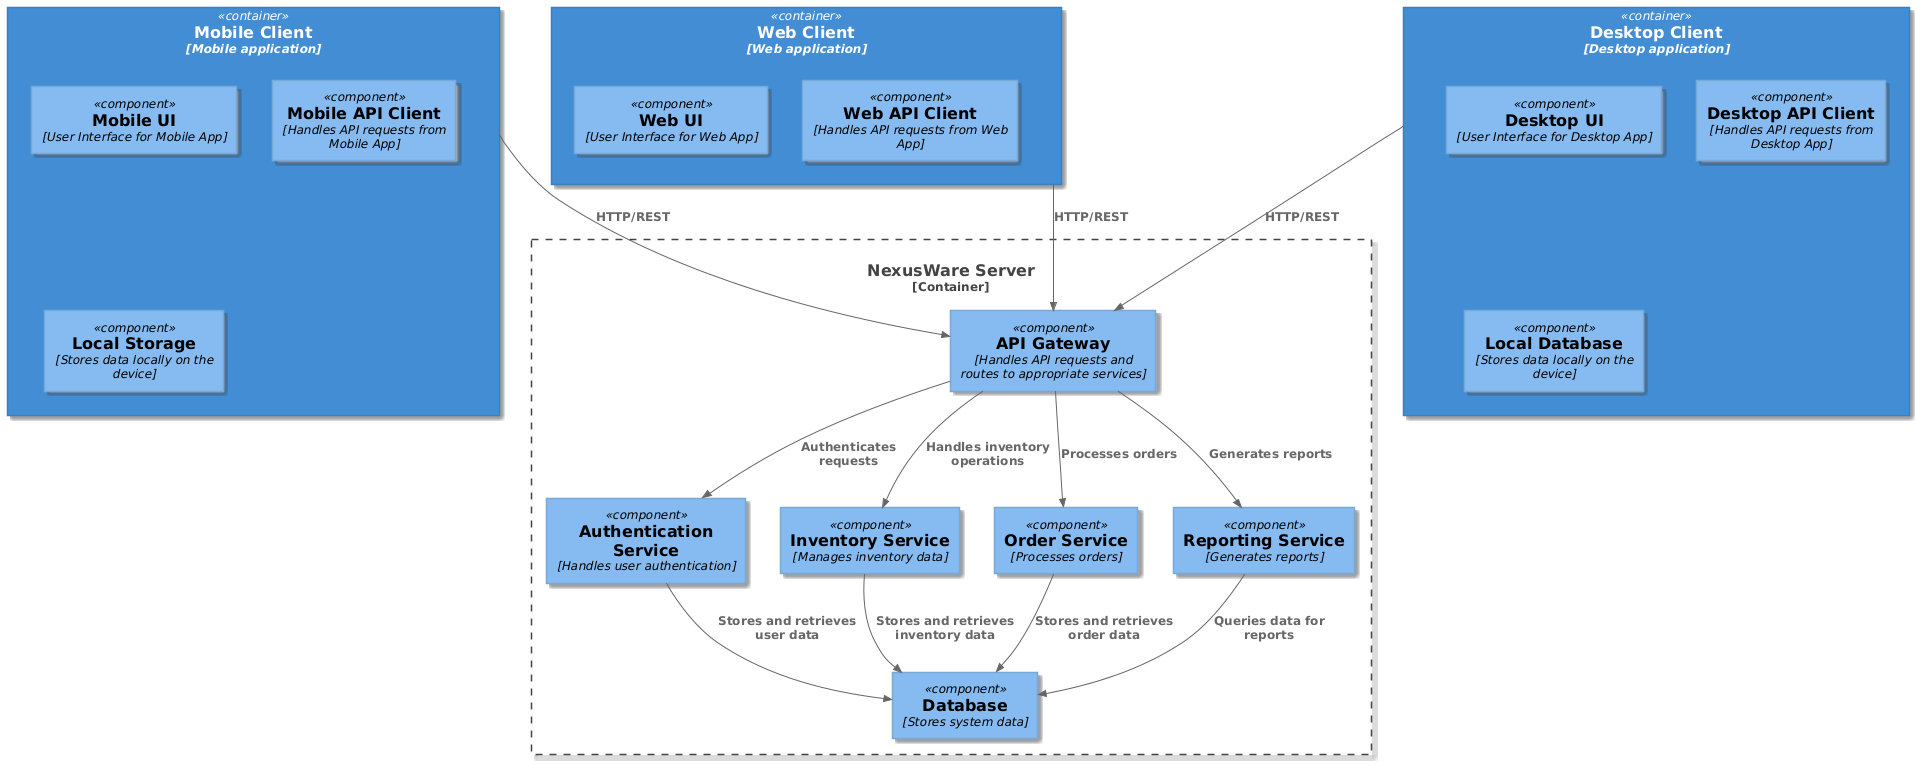 «container»
Mobile Client
[Mobile application]
«component»
Mobile UI
[User Interface for Mobile App]
«component»
Mobile API Client
[Handles API requests from
Mobile App]
«component»
Local Storage
[Stores data locally on the
device]
«container»
Web Client
[Web application]
«component»
Web UI
[User Interface for Web App]
«component»
Web API Client
[Handles API requests from Web
App]
«container»
Desktop Client
[Desktop application]
«component»
Desktop UI
[User Interface for Desktop App]
«component»
Desktop API Client
[Handles API requests from
Desktop App]
«component»
Local Database
[Stores data locally on the
device]
HTTP/REST
HTTP/REST
HTTP/REST
NexusWare Server
[Container]
«component»
API Gateway
[Handles API requests and
routes to appropriate services]
Authenticates
requests
Handles inventory
operations
Processes orders
Generates reports
«component»
Authentication
Service
[Handles user authentication]
«component»
Inventory Service
[Manages inventory data]
«component»
Order Service
[Processes orders]
«component»
Reporting Service
[Generates reports]
Stores and retrieves
user data
Stores and retrieves
inventory data
Stores and retrieves
order data
Queries data for
reports
«component»
Database
[Stores system data]